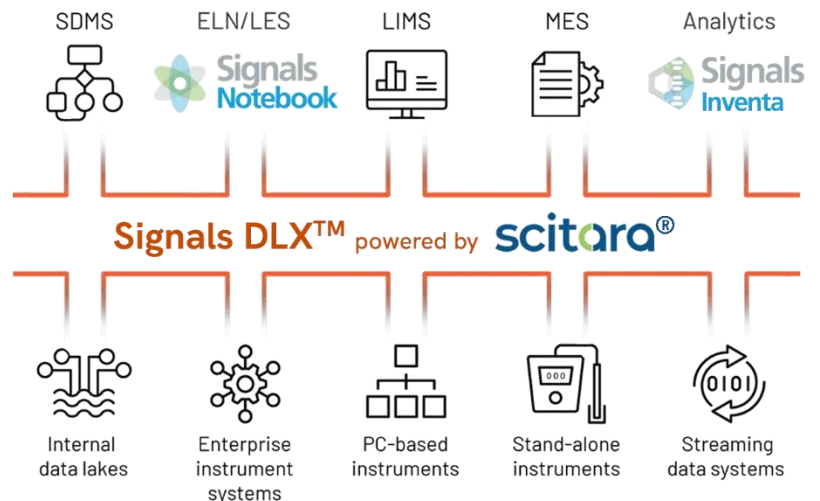 SDMS
ELN/LES
LIMS
MES
Analytics
Signals
Notebook
Signals
Inventa
Signals DLX™ powered by scitara®
000
0101
Internal
data lakes
Enterprise
instrument
systems
PC-based
instruments
Stand-alone
instruments
Streaming
data systems